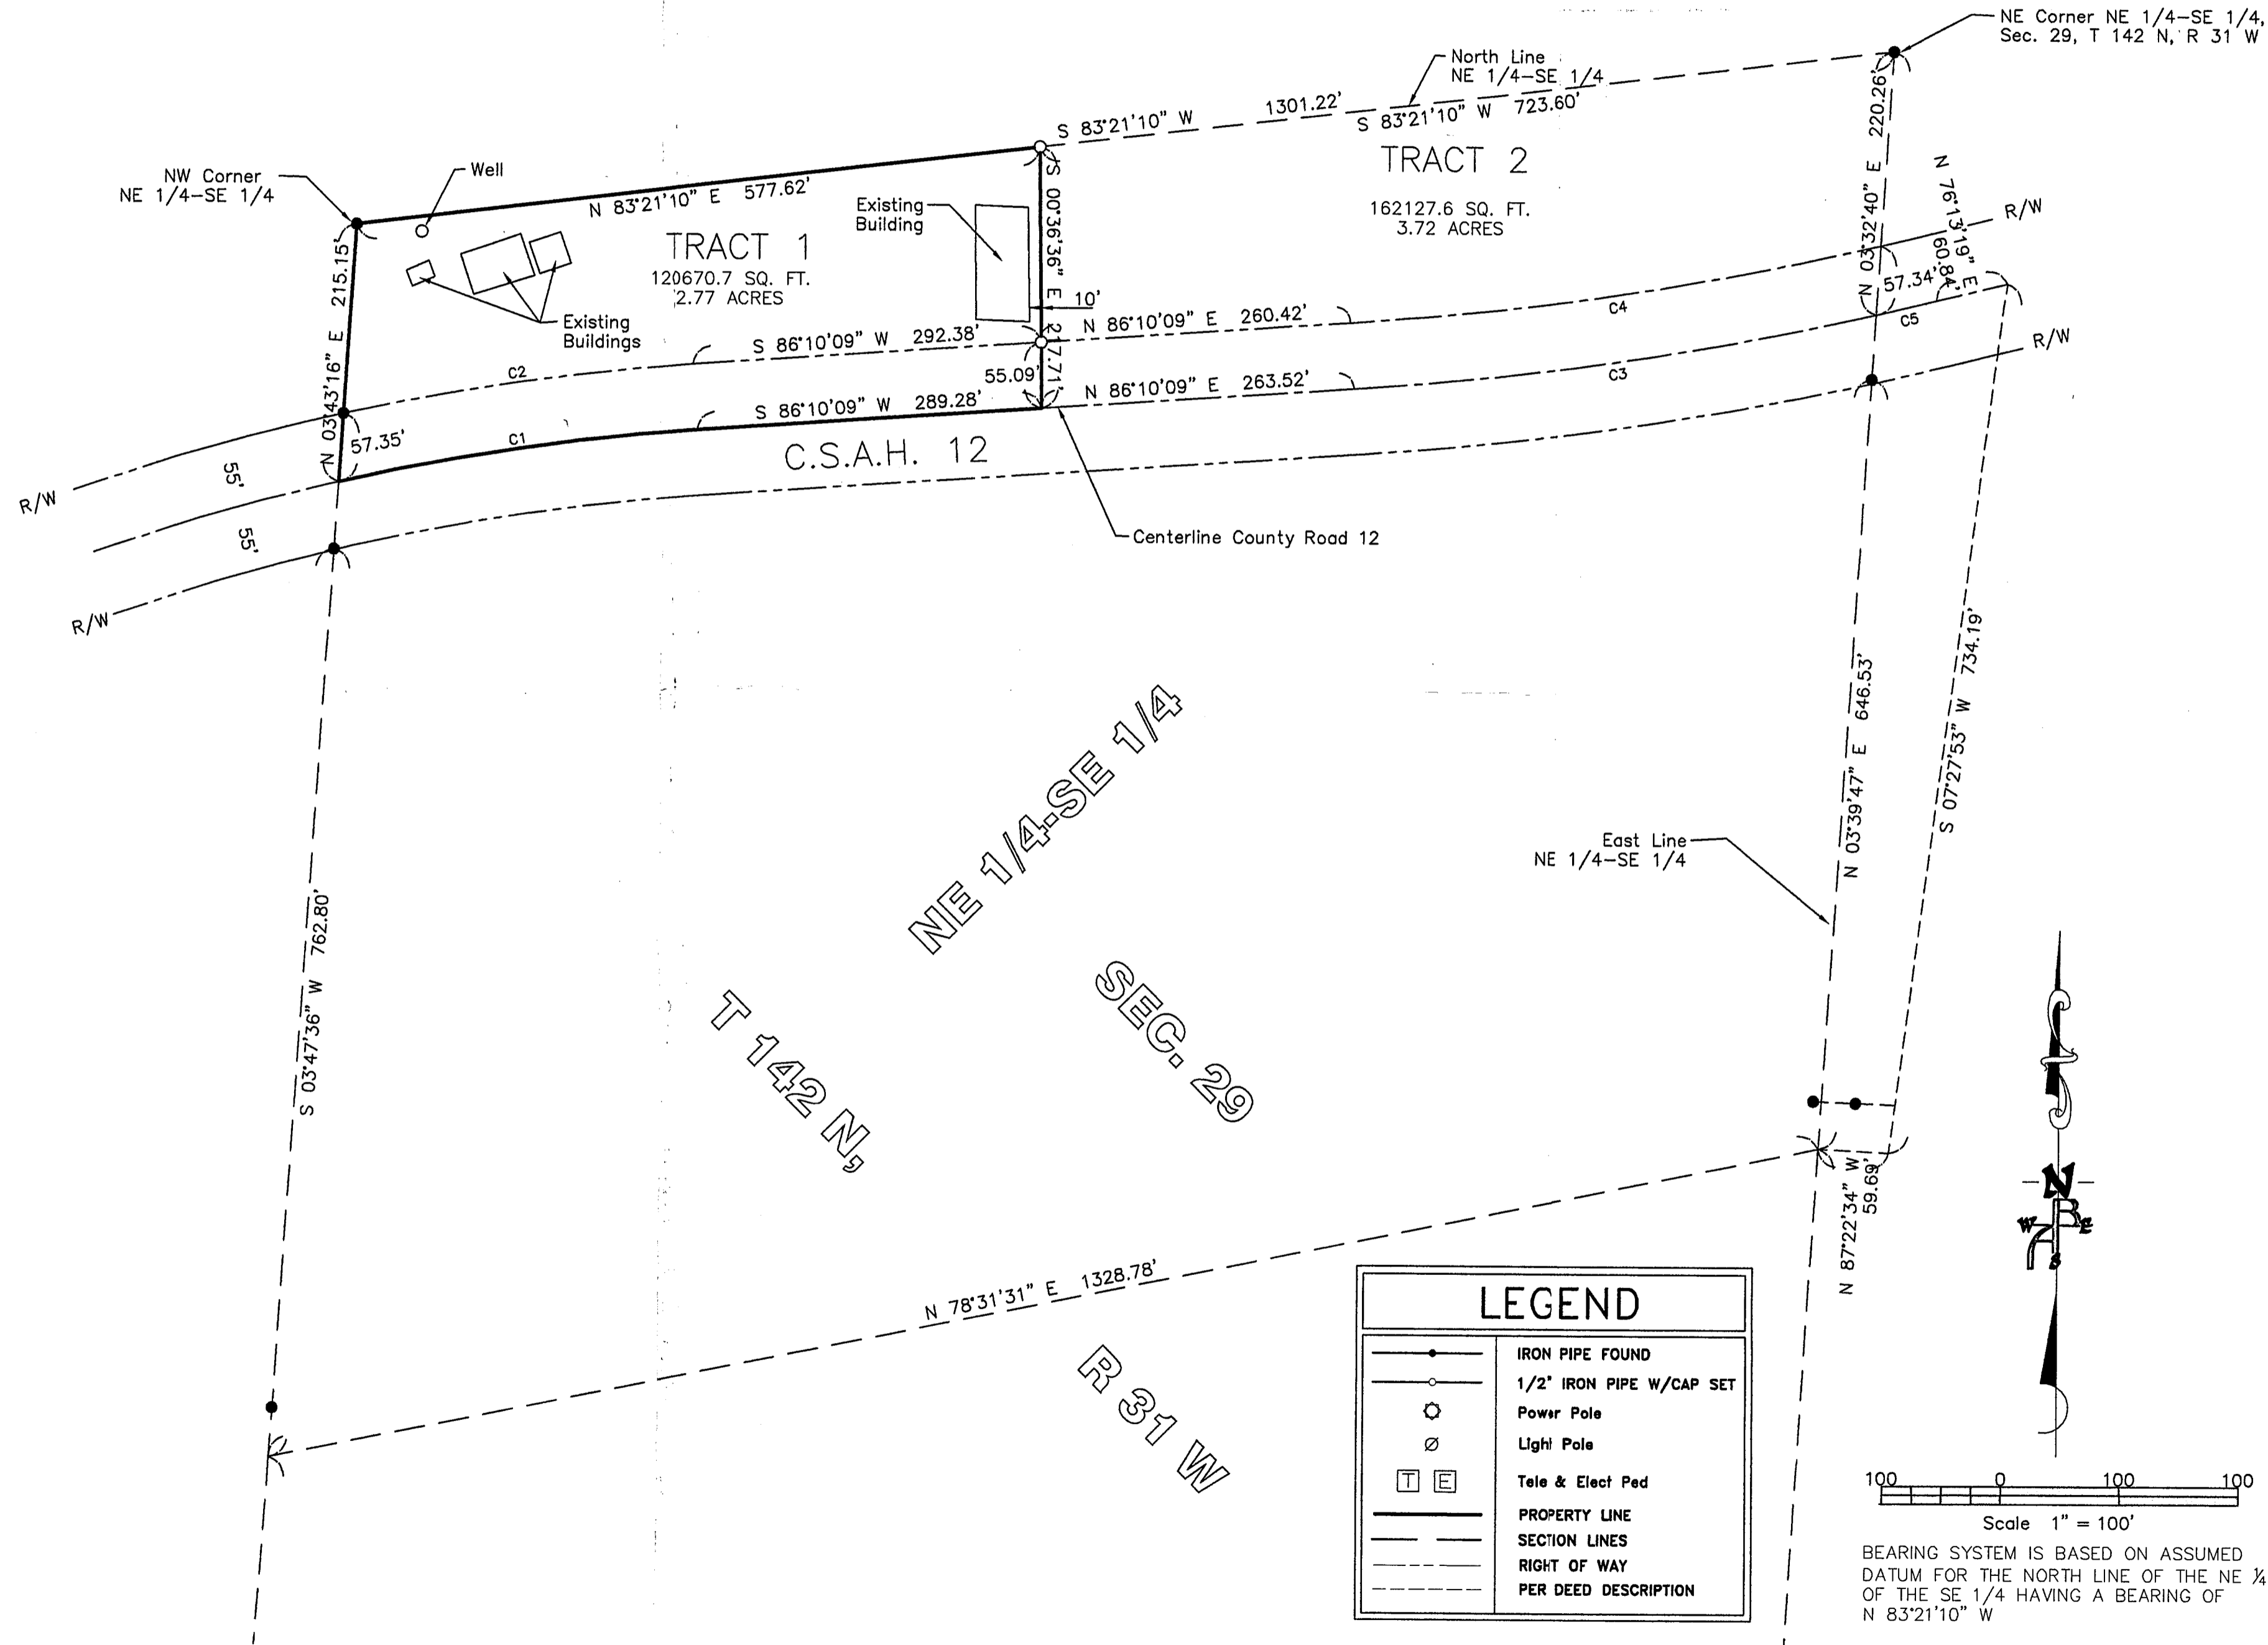 NE Corner NE 1/4-SE 1/4,
Sec. 29, T 142 N, R 31 W
North Line
NE 1/4-SE 1/4
S 83°21'10" W 1301.22'
S 83°21'10" W 723.60'
TRACT 2
162127.6 SQ. FT.
3.72 ACRES
N 03°32'40" E 220.26'
57.34'
N 76°13'19" E
60.84'
R/W
C5
R/W
NW Corner
NE 1/4-SE 1/4
Well
N 83°21'10" E 577.62'
TRACT 1
120670.7 SQ. FT.
2.77 ACRES
Existing
Building
Existing
Buildings
S 00°36'36" E 217.71'
10'
55.09'
N 03°43'16" E 215.15'
57.35'
S 86°10'09" W 292.38'
C2
N 86°10'09" E 260.42'
C4
S 86°10'09" W 289.28'
C1
N 86°10'09" E 263.52'
C3
C.S.A.H. 12
Centerline County Road 12
R/W
55'
55'
R/W
S 03°47'36" W 762.80'
N 03°39'47" E 646.53'
S 07°27'53" W 734.19'
East Line
NE 1/4-SE 1/4
NE 1/4-SE 1/4
SEC. 29
T 142 N,
R 31 W
N 78°31'31" E 1328.78'
N 87°22'34" W
59.69'
N
W E
S
LEGEND
IRON PIPE FOUND
1/2" IRON PIPE W/CAP SET
Power Pole
Light Pole
T E Tele & Elect Ped
PROPERTY LINE
SECTION LINES
RIGHT OF WAY
PER DEED DESCRIPTION
100 0 100 100
Scale 1" = 100'
BEARING SYSTEM IS BASED ON ASSUMED
DATUM FOR THE NORTH LINE OF THE NE 1/4
OF THE SE 1/4 HAVING A BEARING OF
N 83°21'10" W